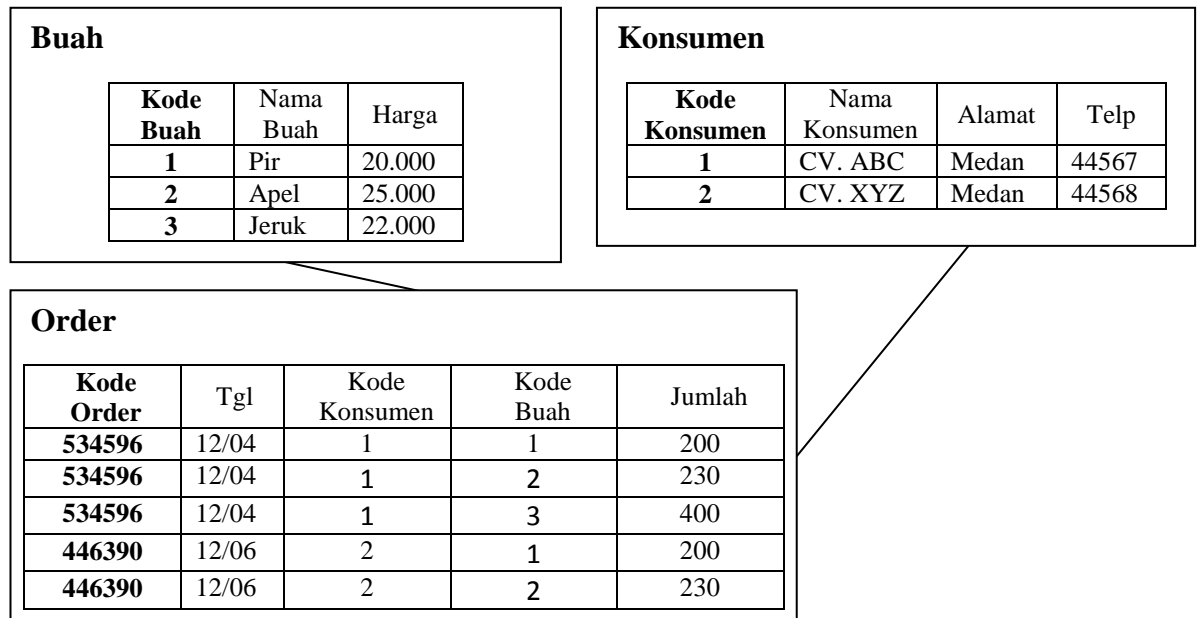 Buah
Kode Buah Nama Buah Harga
1 Pir 20.000
2 Apel 25.000
3 Jeruk 22.000
Konsumen
Kode Konsumen Nama Konsumen Alamat Telp
1 CV. ABC Medan 44567
2 CV. XYZ Medan 44568
Order
Kode Order Tgl Kode Konsumen Kode Buah Jumlah
534596 12/04 1 1 200
534596 12/04 1 2 230
534596 12/04 1 3 400
446390 12/06 2 1 200
446390 12/06 2 2 230